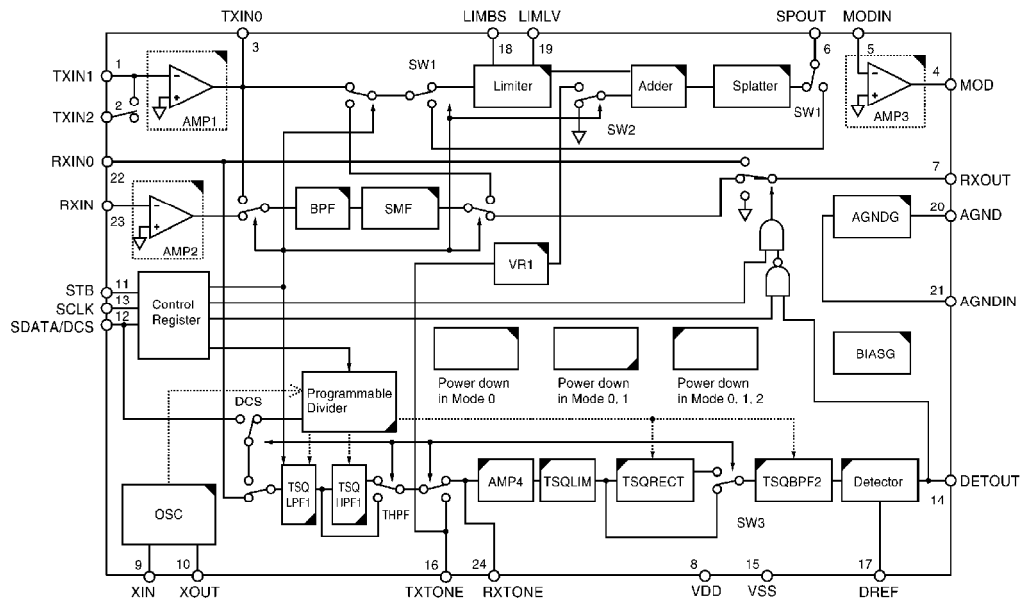 TXIN0 LIMBS LIMLV SPOUT MODIN
3 18 19 6 5
TXIN1 1 AMP1 SW1 Limiter Adder Splatter SW1 AMP3 4 MOD
TXIN2 2 SW2
RXIN0 22 7 RXOUT
RXIN 23 AMP2 BPF SMF AGNDG 20 AGND
VR1
STB 11 Control Register 21 AGNDIN
SCLK 13
SDATA/DCS 12
BIASG
Power down in Mode 0
Power down in Mode 0, 1
Power down in Mode 0, 1, 2
Programmable Divider
DCS
TSQ LPF1
TSQ HPF1
THPF
AMP4 TSQLIM TSQRECT SW3 TSQBPF2 Detector DETOUT 14
OSC
9 10 16 24 8 15 17
XIN XOUT TXTONE RXTONE VDD VSS DREF